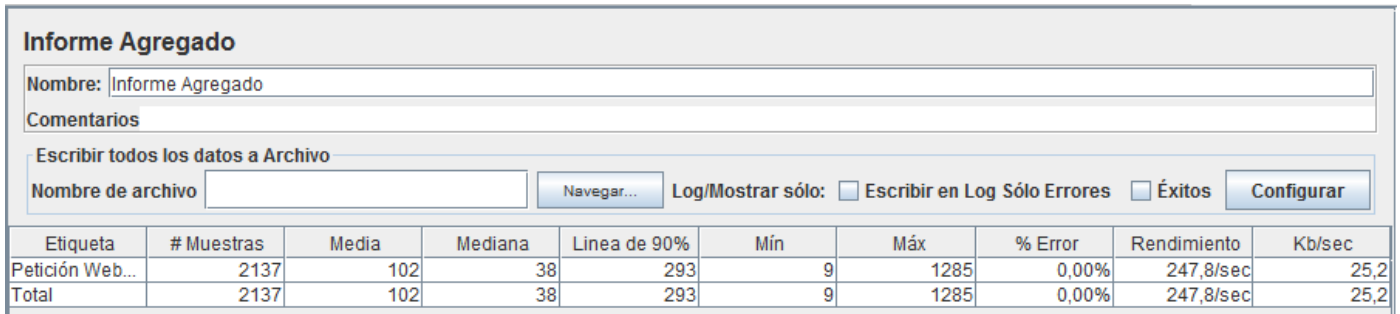 Informe Agregado
Nombre: Informe Agregado
Comentarios
Escribir todos los datos a Archivo
Nombre de archivo Navegar... Log/Mostrar sólo: Escribir en Log Sólo Errores Éxitos Configurar
Etiqueta # Muestras Media Mediana Linea de 90% Mín Máx % Error Rendimiento Kb/sec
Petición Web... 2137 102 38 293 9 1285 0,00% 247,8/sec 25,2
Total 2137 102 38 293 9 1285 0,00% 247,8/sec 25,2